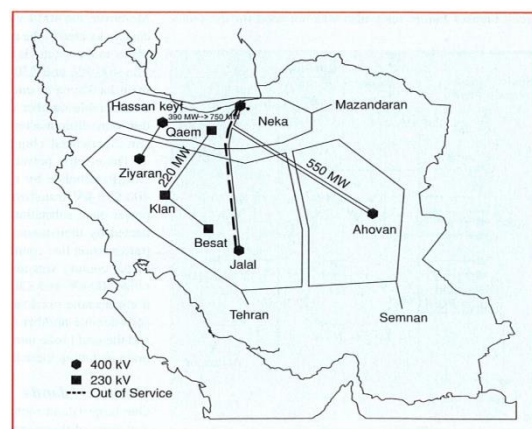 Hassan keyf
390 MW->750 MW
Mazandaran
Neka
Qaem
Ziyaran
220 MW
550 MW
Klan
Besat
Ahovan
Jalal
Tehran
Semnan
400 kV
230 kV
Out of Service